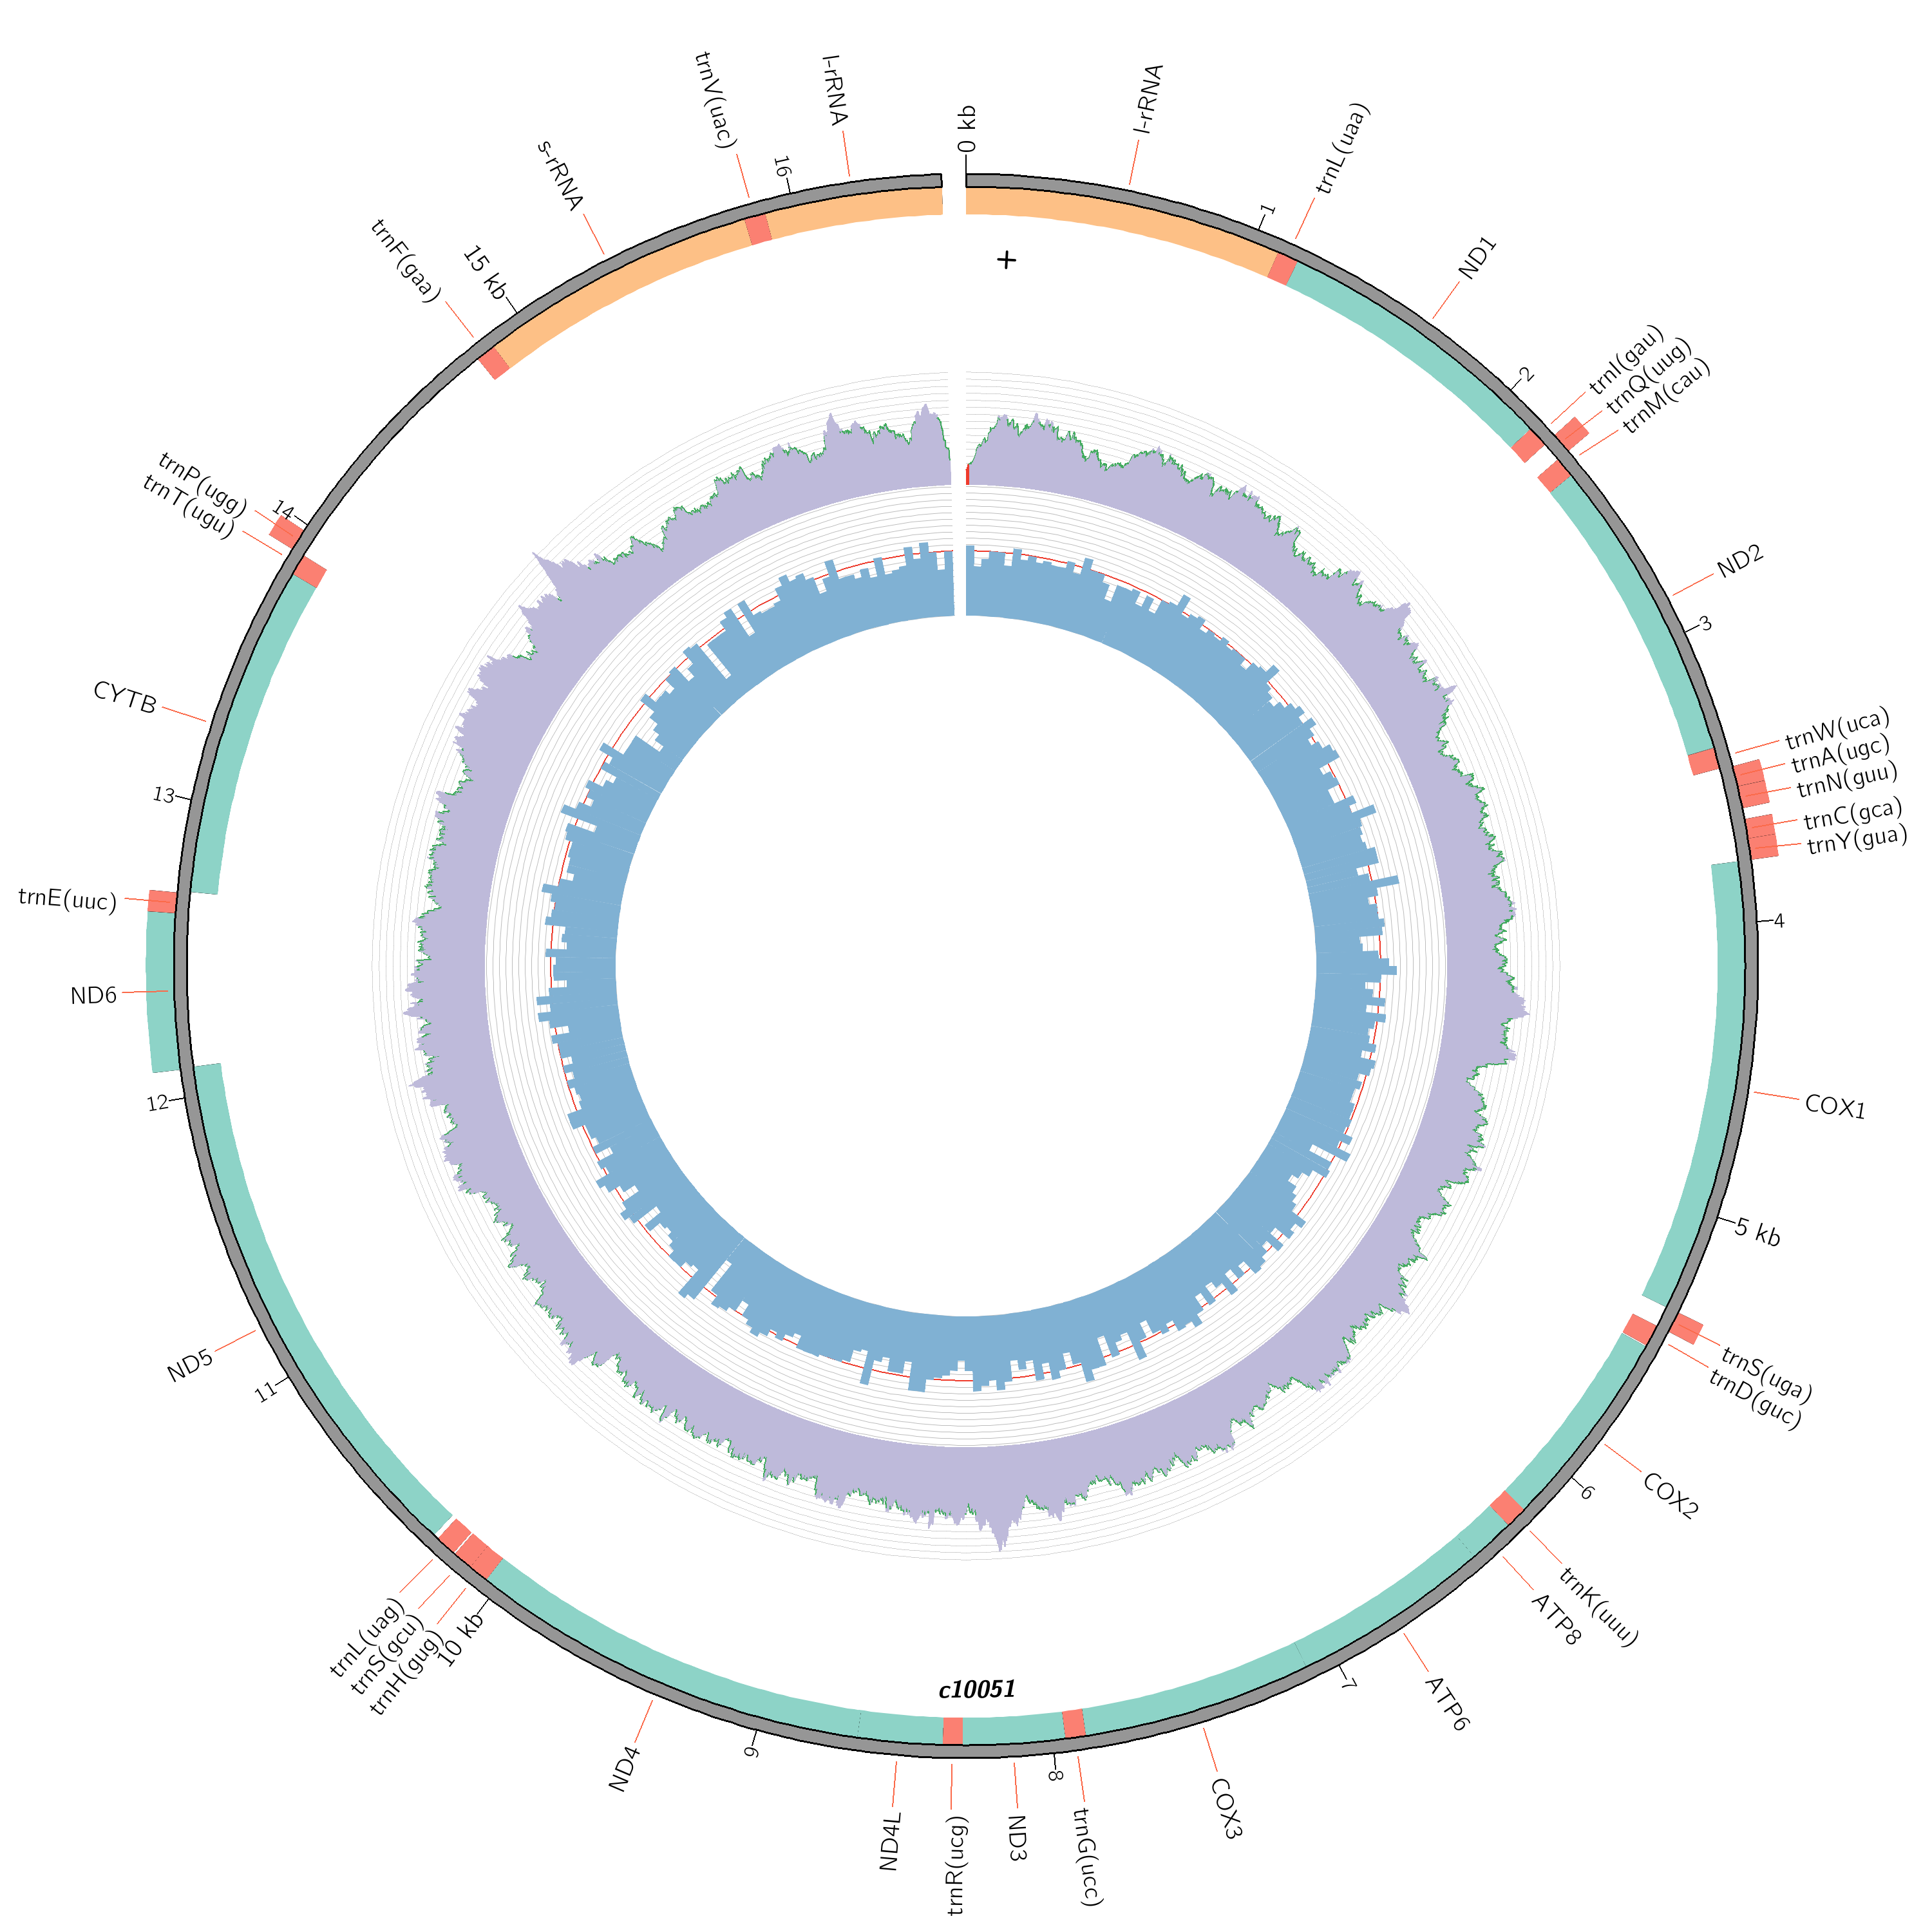 0 kb
l-rRNA
1
trnL(uaa)
ND1
2
trnI(gau)
trnQ(uug)
trnM(cau)
ND2
3
trnW(uca)
trnA(ugc)
trnN(guu)
trnC(gca)
trnY(gua)
4
COX1
5 kb
trnS(uga)
trnD(guc)
COX2
6
trnK(uuu)
ATP8
ATP6
7
COX3
trnG(ucc)
8
ND3
trnR(ucg)
ND4L
9
ND4
10 kb
trnH(gug)
trnS(gcu)
trnL(uag)
11
ND5
12
ND6
trnE(uuc)
13
CYTB
trnT(ugu)
trnP(ugg)
14
trnF(gaa)
15 kb
s-rRNA
trnV(uac)
16
l-rRNA
+
c10051